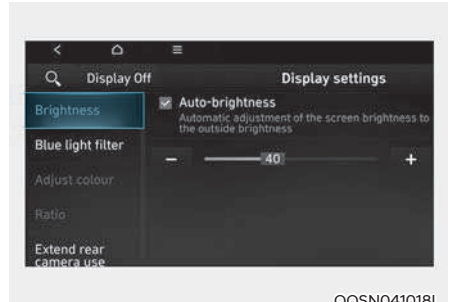 Display Off
Display settings
Brightness
Auto-brightness
Automatic adjustment of the screen brightness to
the outside brightness
Blue light filter
− 40 +
Adjust colour
Ratio
Extend rear
camera use
OOSN041018L